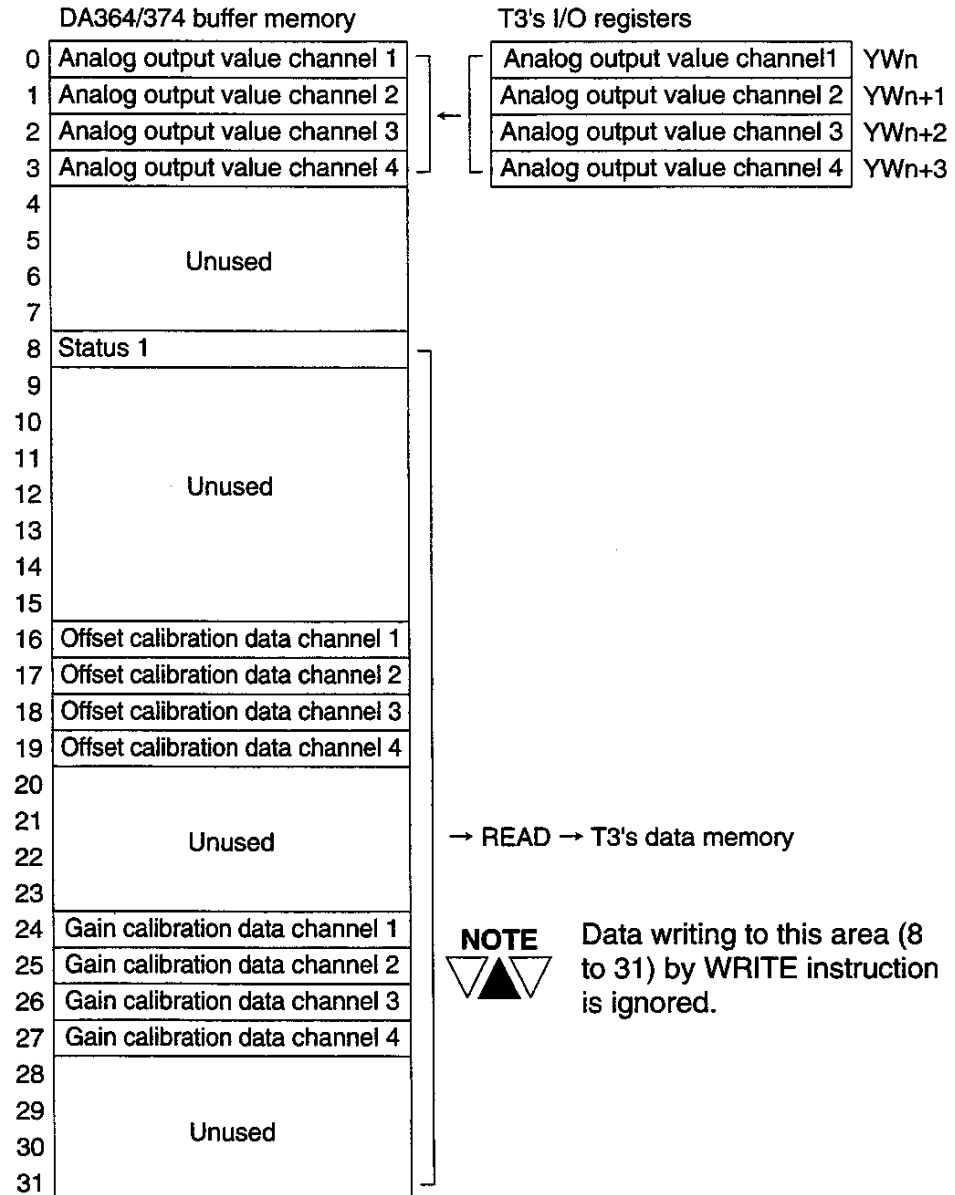 DA364/374 buffer memory T3's I/O registers
0 Analog output value channel 1 Analog output value channel1 YWn
1 Analog output value channel 2 ← Analog output value channel 2 YWn+1
2 Analog output value channel 3 Analog output value channel 3 YWn+2
3 Analog output value channel 4 Analog output value channel 4 YWn+3
4
5
Unused
6
7
8 Status 1
9
10
11
12 Unused
13
14
15
16 Offset calibration data channel 1
17 Offset calibration data channel 2
18 Offset calibration data channel 3
19 Offset calibration data channel 4
20
21
Unused → READ → T3's data memory
22
23
24 Gain calibration data channel 1
25 Gain calibration data channel 2
26 Gain calibration data channel 3
27 Gain calibration data channel 4
NOTE Data writing to this area (8
to 31) by WRITE instruction
is ignored.
28
29
Unused
30
31